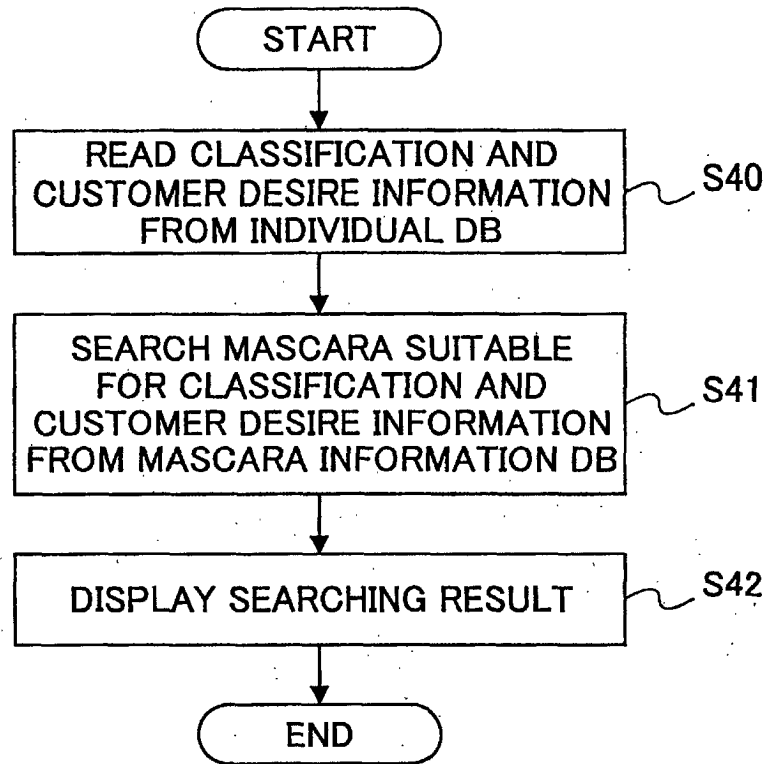 START
READ CLASSIFICATION AND
CUSTOMER DESIRE INFORMATION
FROM INDIVIDUAL DB
S40
SEARCH MASCARA SUITABLE
FOR CLASSIFICATION AND
CUSTOMER DESIRE INFORMATION
FROM MASCARA INFORMATION DB
S41
DISPLAY SEARCHING RESULT
S42
END